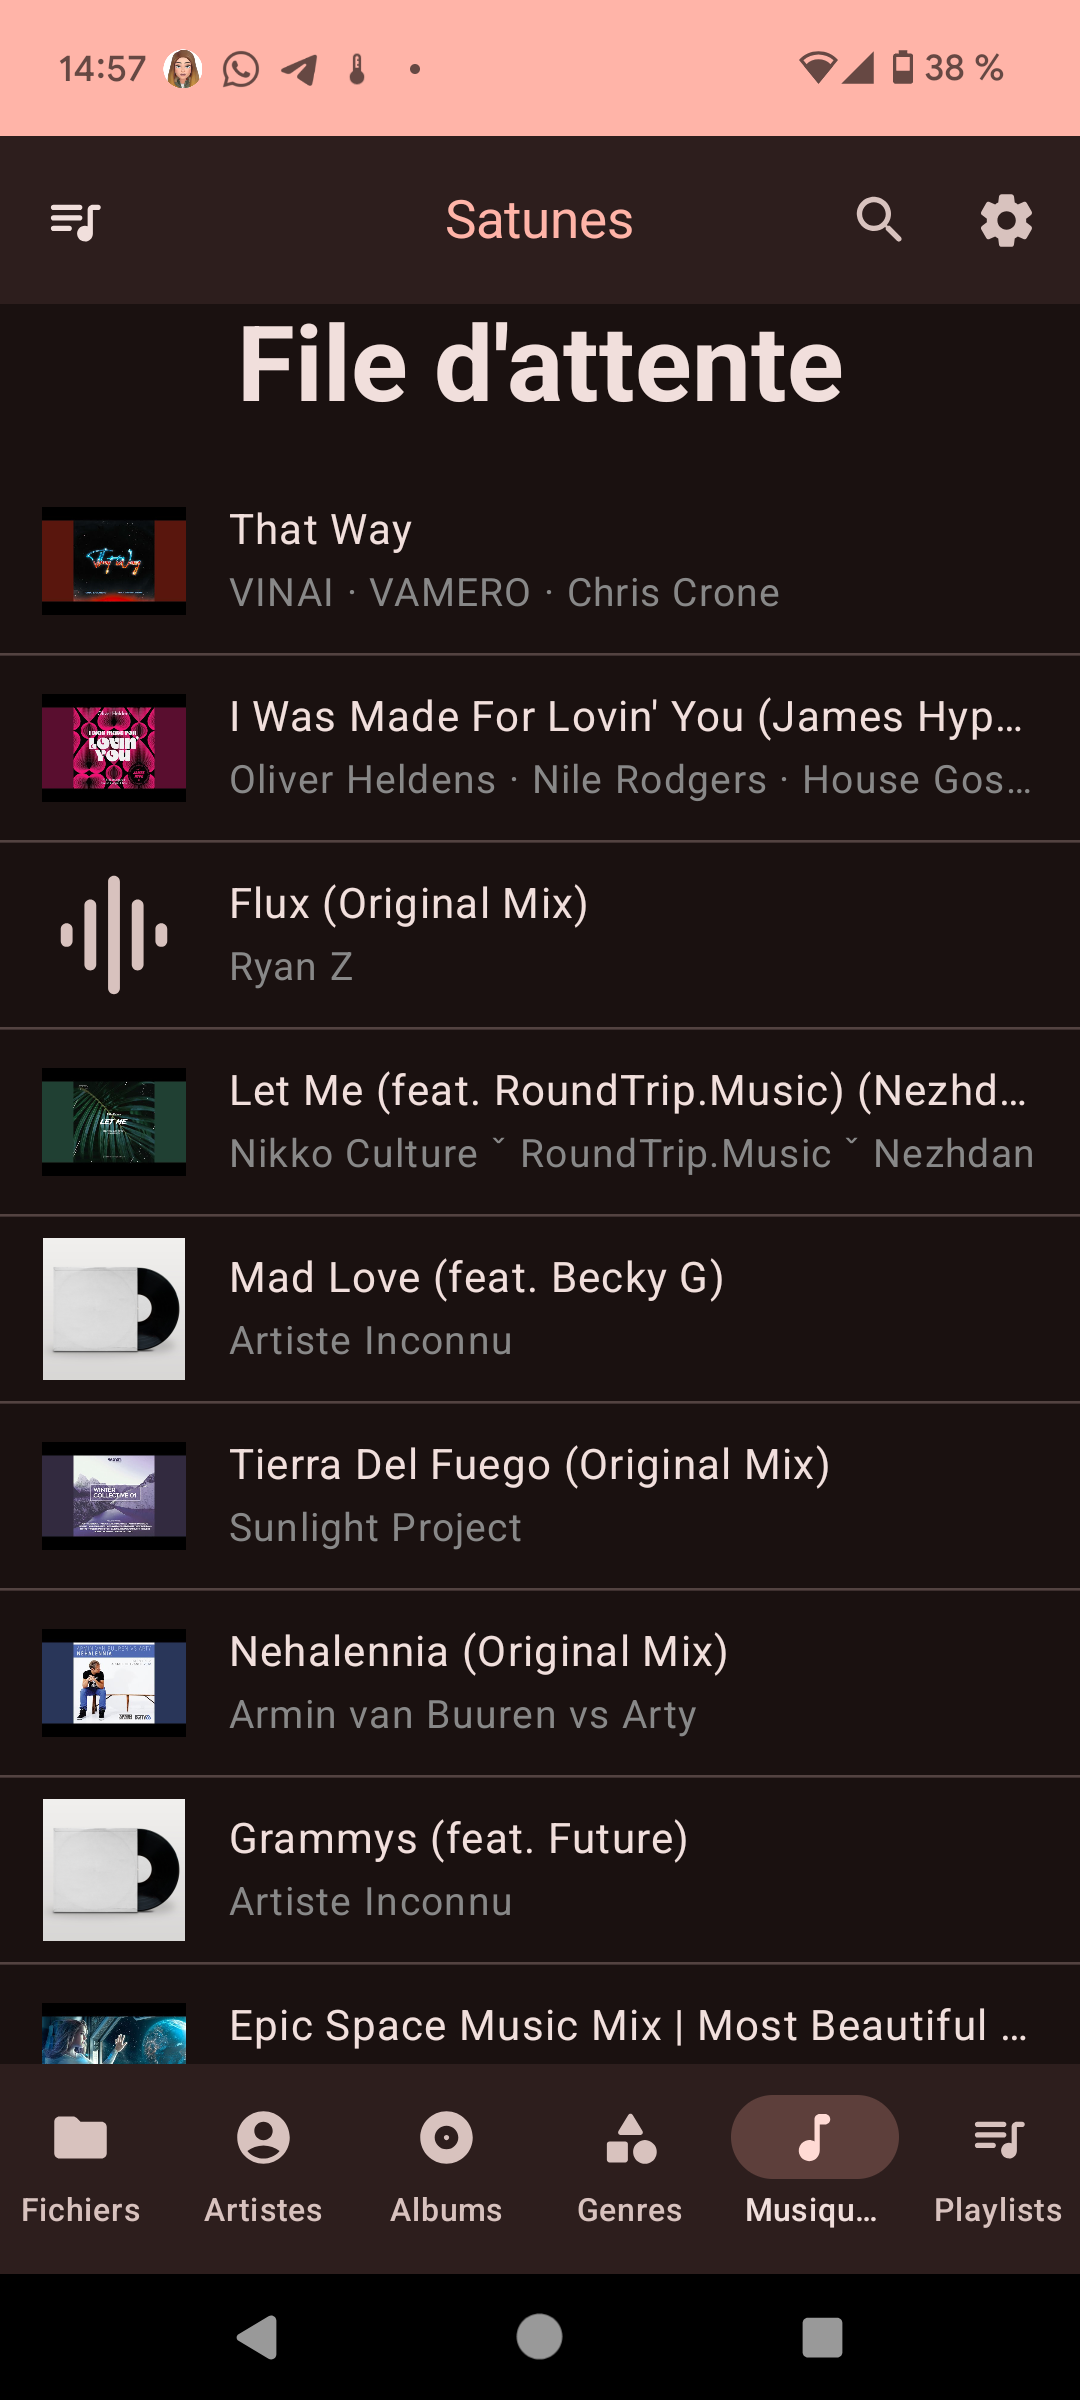 14:57
38 %
Satunes
File d'attente
That Way
VINAI · VAMERO · Chris Crone
I Was Made For Lovin' You (James Hyp…
Oliver Heldens · Nile Rodgers · House Gos…
Flux (Original Mix)
Ryan Z
Let Me (feat. RoundTrip.Music) (Nezhd…
Nikko Culture ˇ RoundTrip.Music ˇ Nezhdan
Mad Love (feat. Becky G)
Artiste Inconnu
Tierra Del Fuego (Original Mix)
Sunlight Project
Nehalennia (Original Mix)
Armin van Buuren vs Arty
Grammys (feat. Future)
Artiste Inconnu
Epic Space Music Mix | Most Beautiful …
Fichiers
Artistes
Albums
Genres
Musiqu…
Playlists